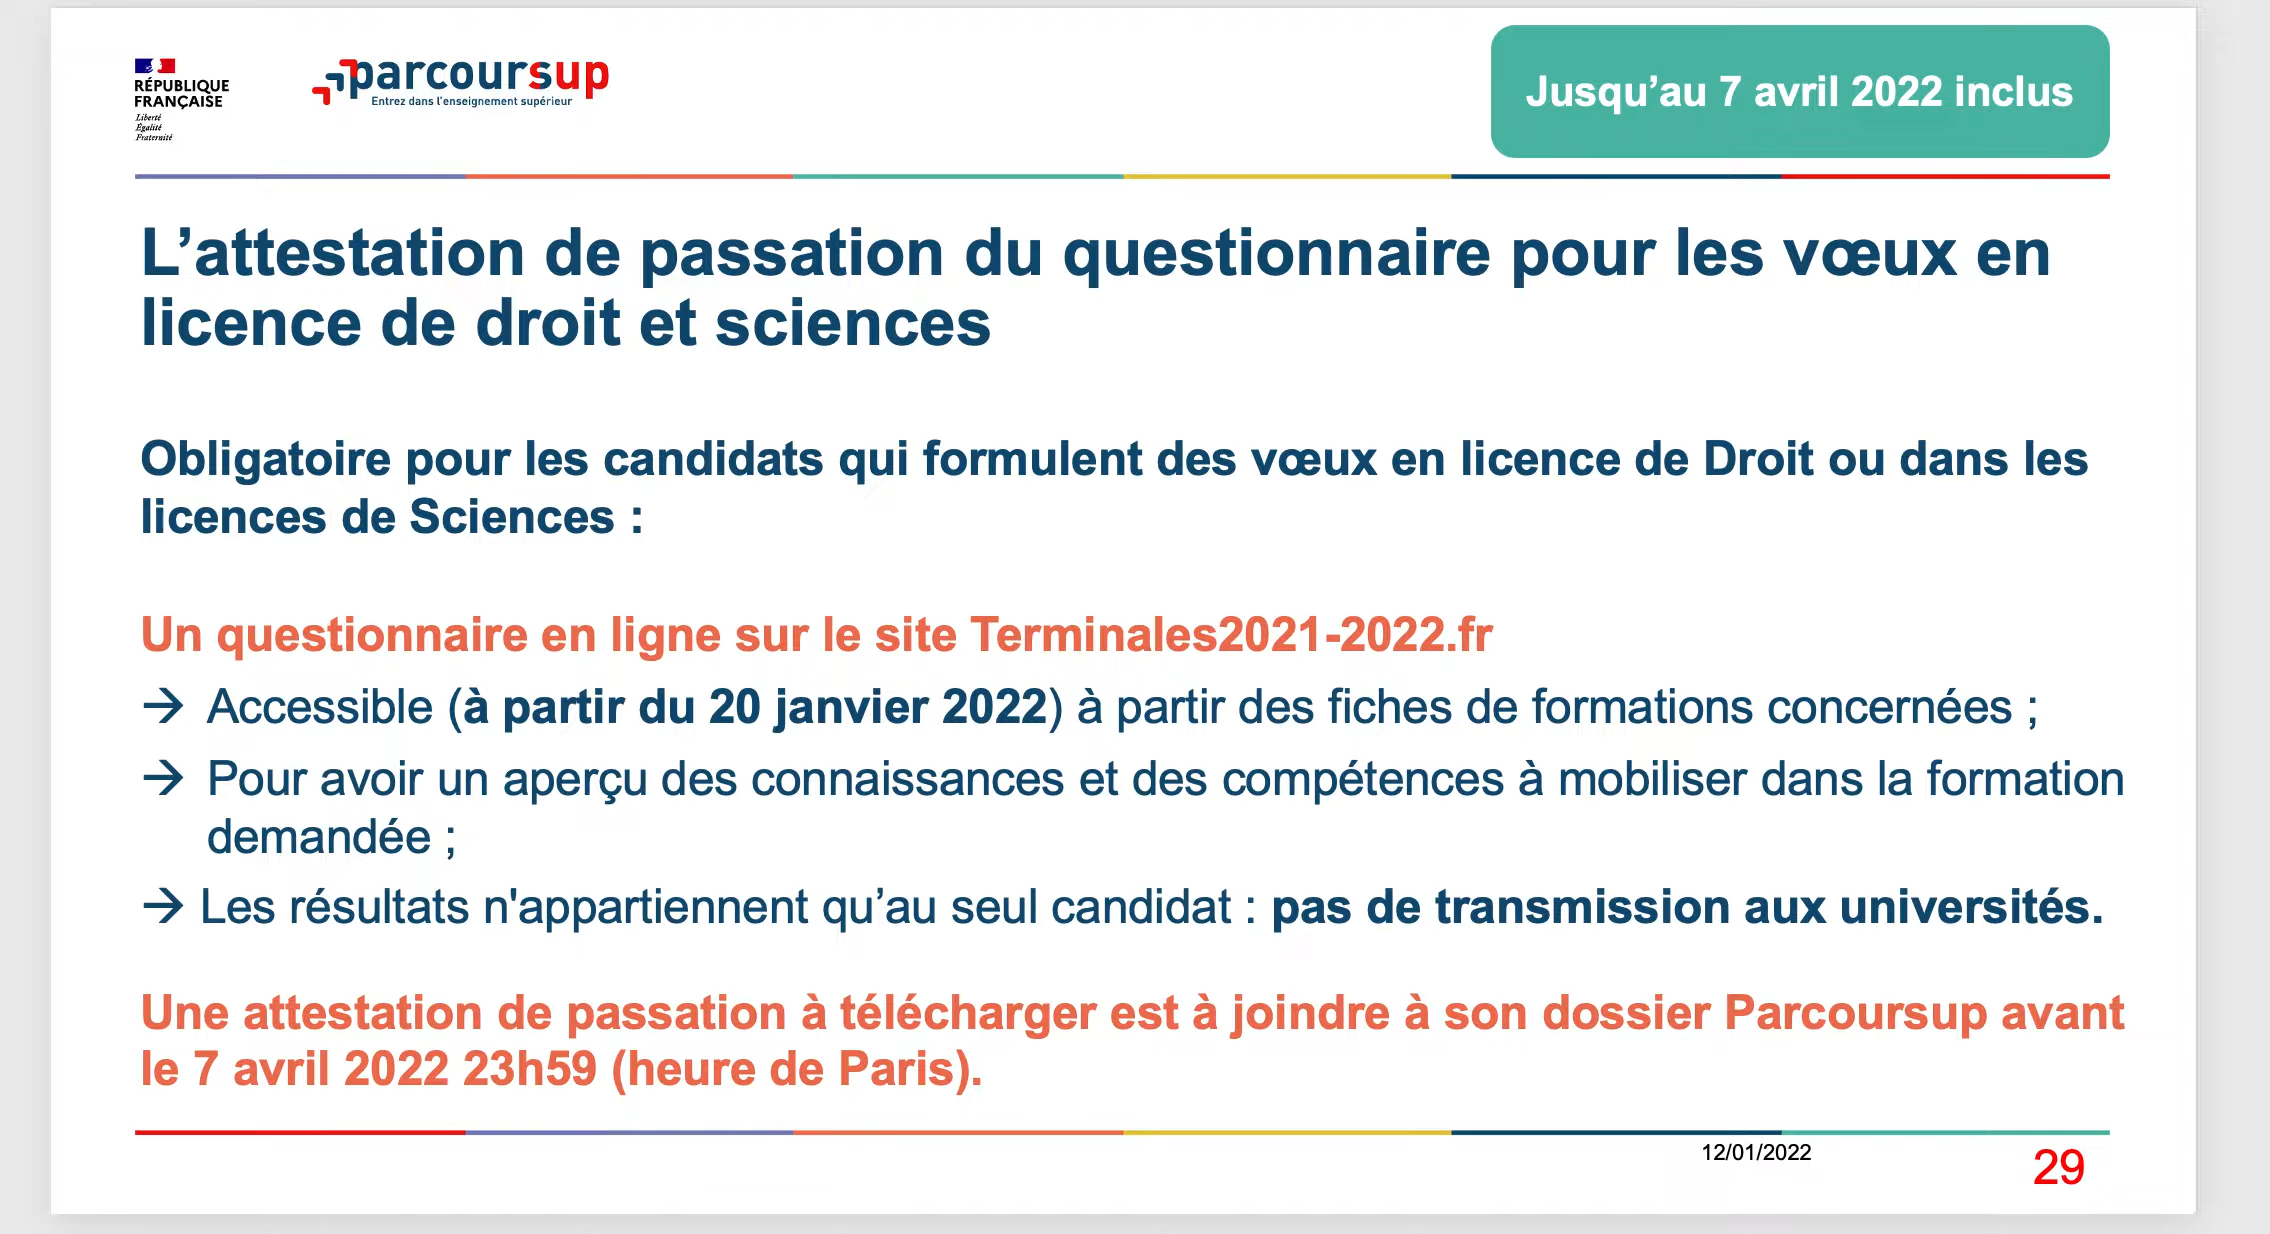 RÉPUBLIQUE
FRANÇAISE
Liberté
Égalité
Fraternité
parcoursup
Entrez dans l'enseignement supérieur
Jusqu’au 7 avril 2022 inclus
L’attestation de passation du questionnaire pour les vœux en
licence de droit et sciences
Obligatoire pour les candidats qui formulent des vœux en licence de Droit ou dans les
licences de Sciences :
Un questionnaire en ligne sur le site Terminales2021-2022.fr
→ Accessible (à partir du 20 janvier 2022) à partir des fiches de formations concernées ;
→ Pour avoir un aperçu des connaissances et des compétences à mobiliser dans la formation
demandée ;
→ Les résultats n'appartiennent qu’au seul candidat : pas de transmission aux universités.
Une attestation de passation à télécharger est à joindre à son dossier Parcoursup avant
le 7 avril 2022 23h59 (heure de Paris).
12/01/2022
29